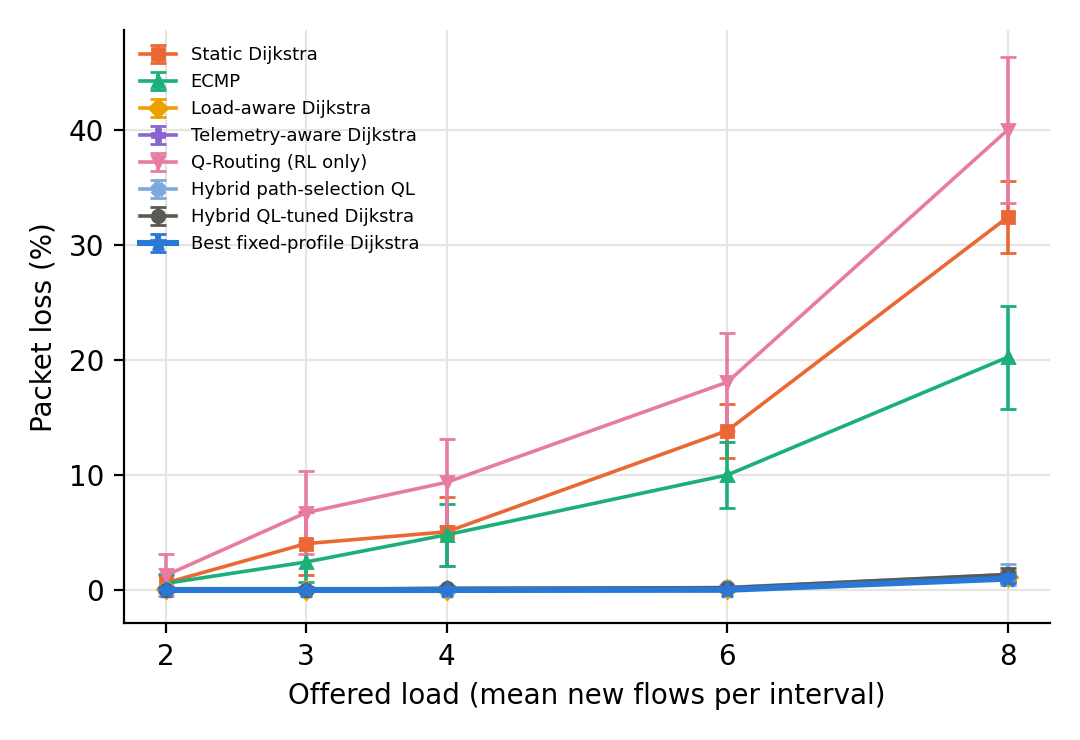 Static Dijkstra
ECMP
Load-aware Dijkstra
Telemetry-aware Dijkstra
Q-Routing (RL only)
Hybrid path-selection QL
Hybrid QL-tuned Dijkstra
Best fixed-profile Dijkstra
Packet loss (%)
40
30
20
10
0
2 3 4 6 8
Offered load (mean new flows per interval)